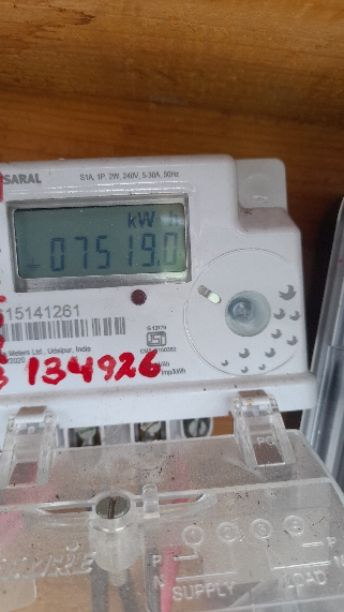 SARAL S1A, 1P, 2W, 240V, 5-30A, 50Hz
kW h
07519.0
15141261
Meters Ltd., Udaipur, India
2020
134926
SUPPLY LOAD